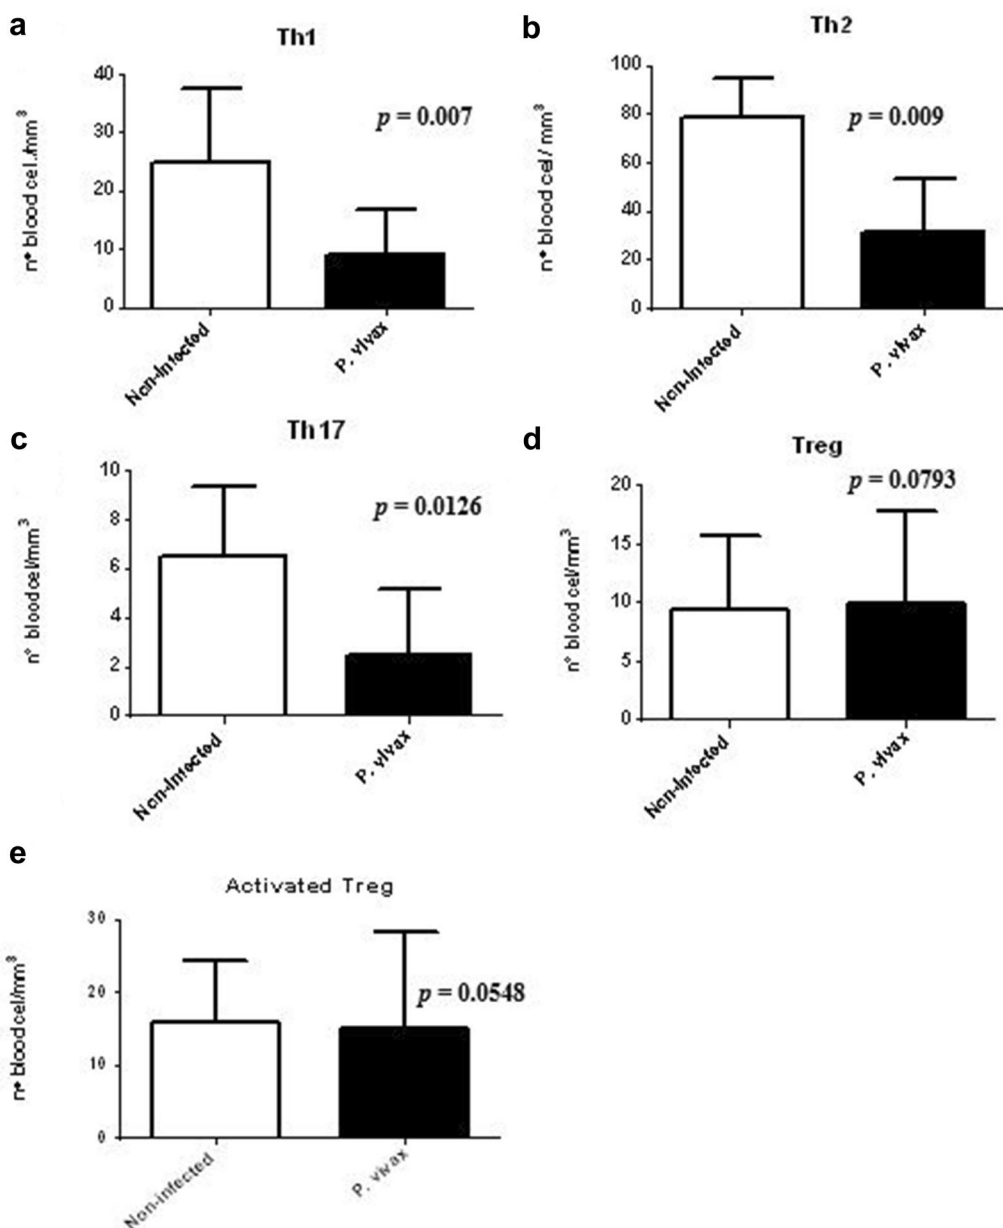 a
Th1
n° blood cel./mm³
40
30
20
10
0
p = 0.007
Non-Infected
P. vivax
b
Th2
n° blood cel/ mm³
100
80
60
40
20
0
p = 0.009
Non-Infected
P. vivax
c
Th17
n° blood cel/mm³
10
8
6
4
2
0
p = 0.0126
Non-Infected
P. vivax
d
Treg
n° blood cel/mm³
20
15
10
5
0
p = 0.0793
Non-Infected
P. vivax
e
Activated Treg
n° blood cel/mm³
30
20
10
0
p = 0.0548
Non-infected
P. vivax